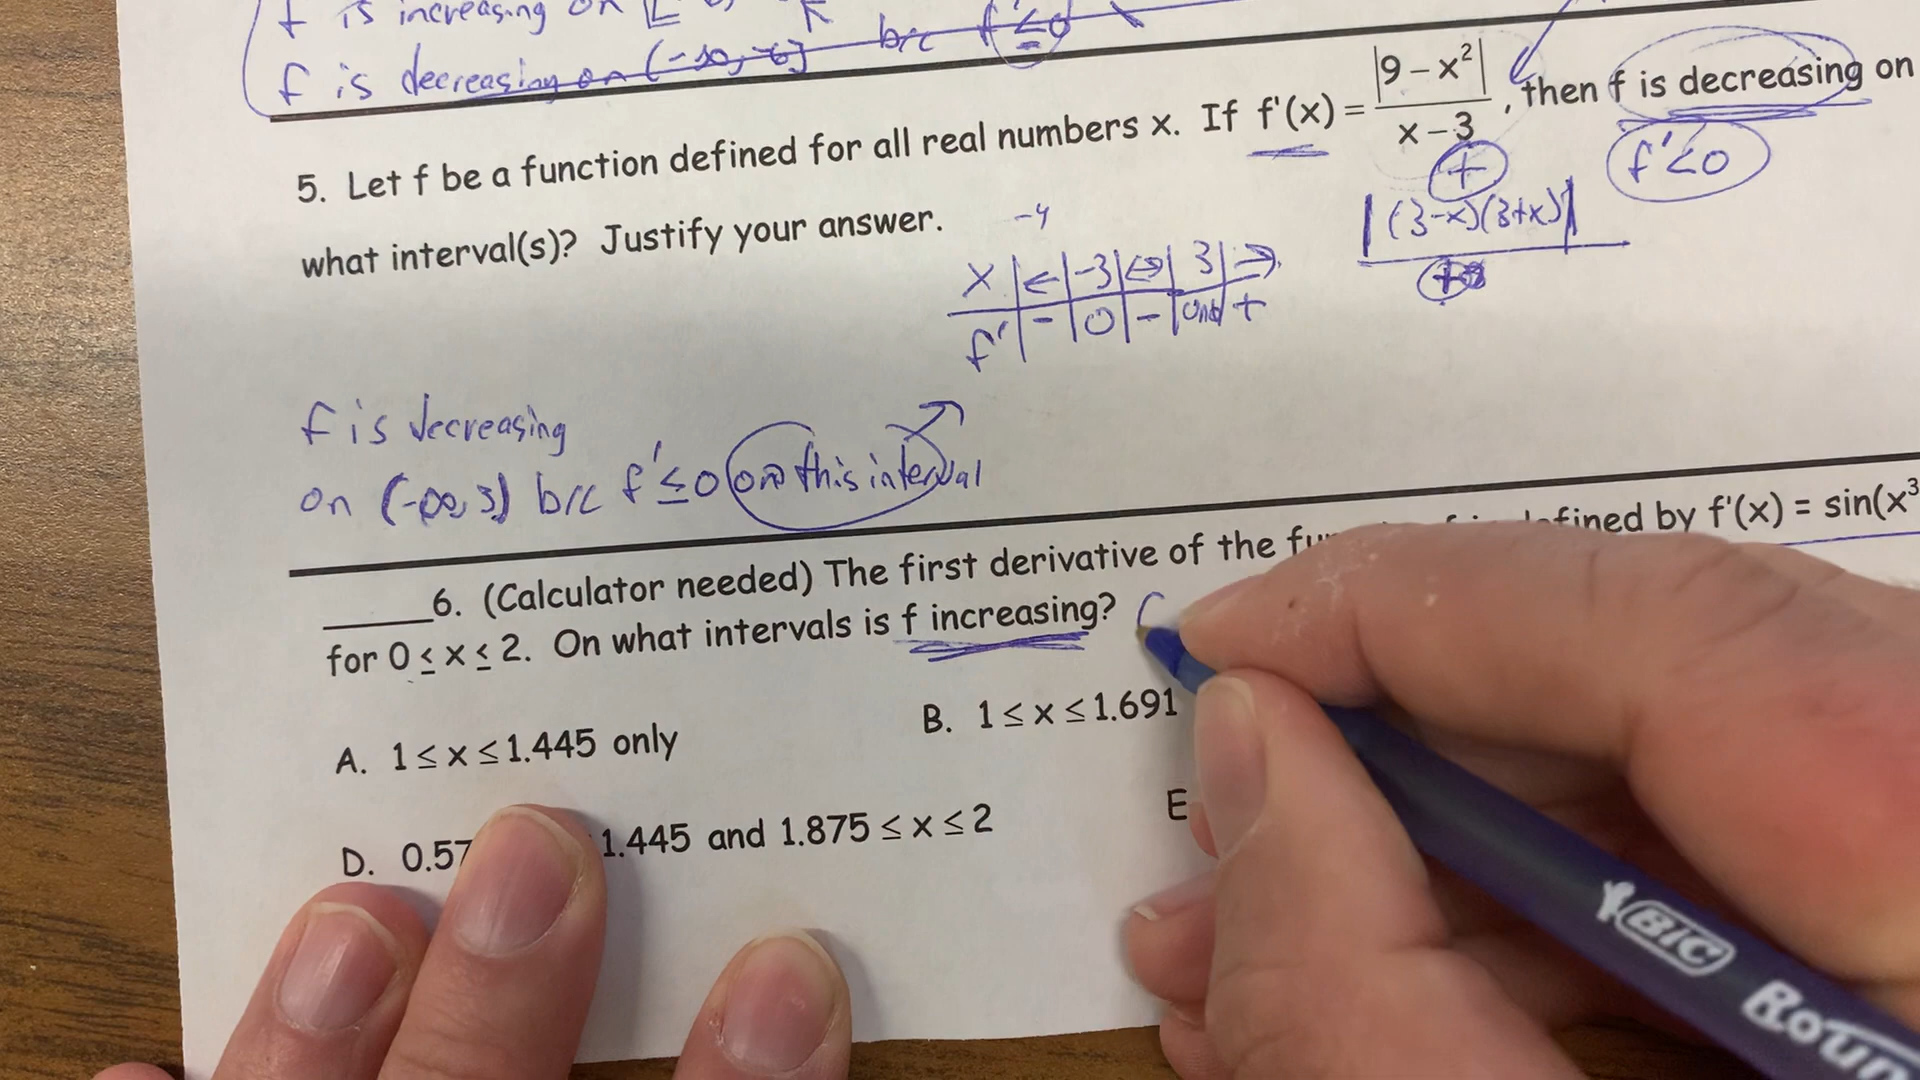 f is increasing on [
f is decreasing on (-∞, -6] b/c f' ≤ 0
5. Let f be a function defined for all real numbers x. If f'(x) = |9 - x²| / x - 3, then f is decreasing on
+
f' < 0
what interval(s)? Justify your answer.
-4
|(3-x)(3+x)|
x | ← | -3 | ↔ | 3 | →
f' | - | 0 | - | und | +
f is decreasing
on (-∞, 3) b/c f' ≤ 0 on this interval
6. (Calculator needed) The first derivative of the defined by f'(x) = sin(x³
for 0 ≤ x ≤ 2. On what intervals is f increasing?
A. 1 ≤ x ≤ 1.445 only
B. 1 ≤ x ≤ 1.691
D. 0.57 1.445 and 1.875 ≤ x ≤ 2
E
BIC
Roun